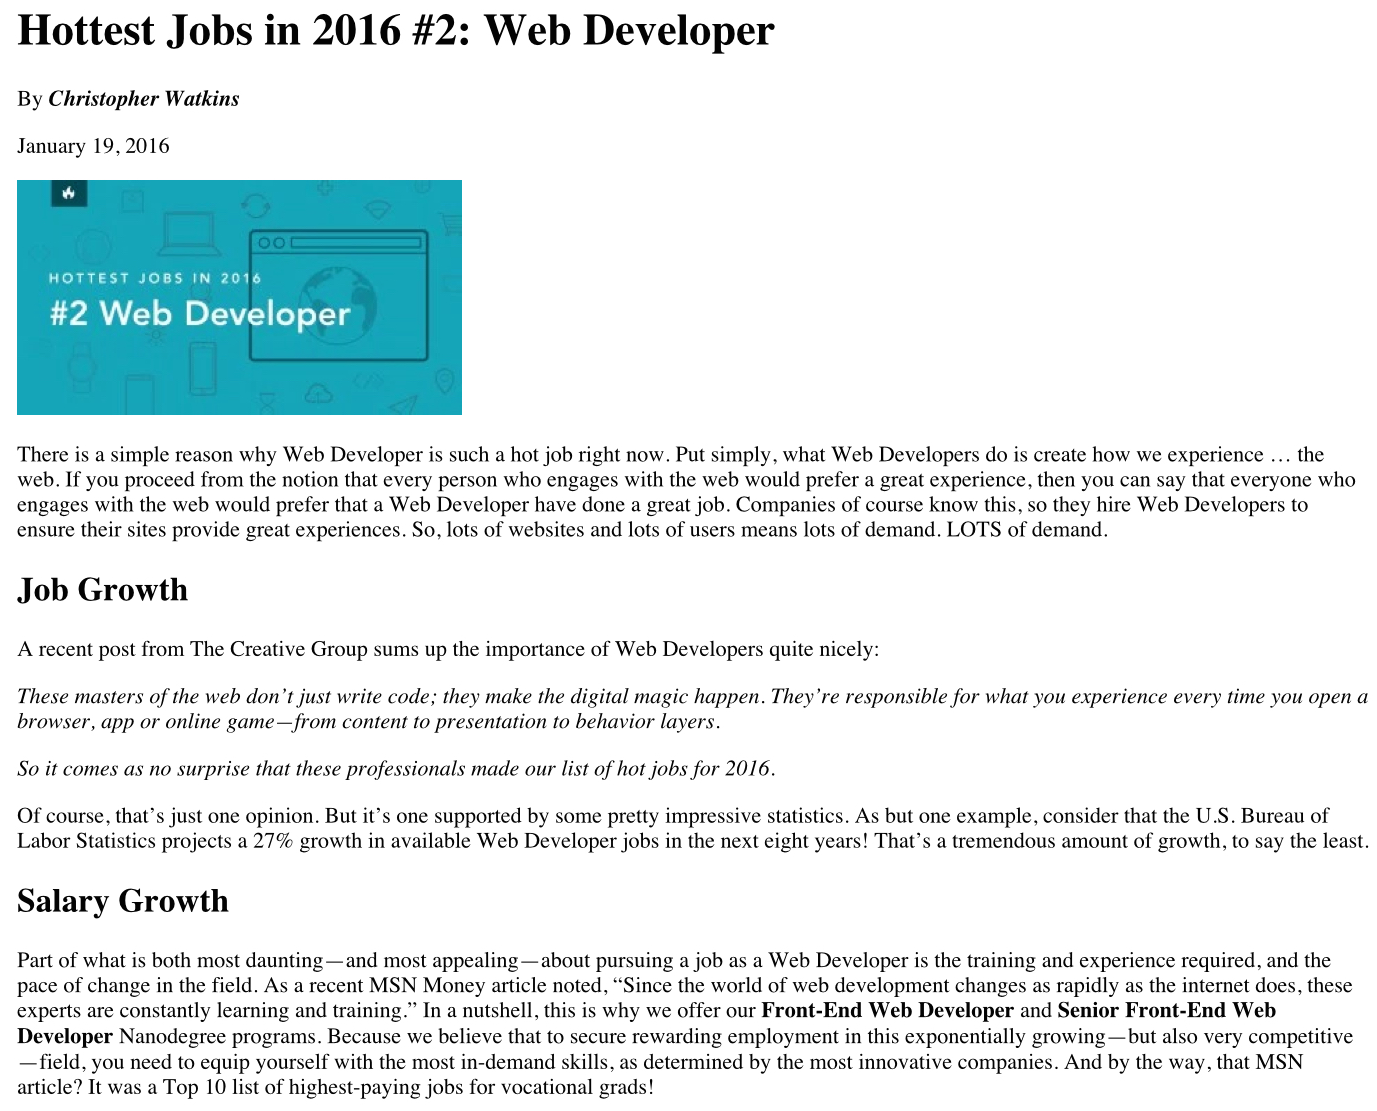 Hottest Jobs in 2016 #2: Web Developer
By Christopher Watkins
January 19, 2016
HOTTEST JOBS IN 2016
#2 Web Developer
There is a simple reason why Web Developer is such a hot job right now. Put simply, what Web Developers do is create how we experience … the
web. If you proceed from the notion that every person who engages with the web would prefer a great experience, then you can say that everyone who
engages with the web would prefer that a Web Developer have done a great job. Companies of course know this, so they hire Web Developers to
ensure their sites provide great experiences. So, lots of websites and lots of users means lots of demand. LOTS of demand.
Job Growth
A recent post from The Creative Group sums up the importance of Web Developers quite nicely:
These masters of the web don’t just write code; they make the digital magic happen. They’re responsible for what you experience every time you open a
browser, app or online game—from content to presentation to behavior layers.
So it comes as no surprise that these professionals made our list of hot jobs for 2016.
Of course, that’s just one opinion. But it’s one supported by some pretty impressive statistics. As but one example, consider that the U.S. Bureau of
Labor Statistics projects a 27% growth in available Web Developer jobs in the next eight years! That’s a tremendous amount of growth, to say the least.
Salary Growth
Part of what is both most daunting—and most appealing—about pursuing a job as a Web Developer is the training and experience required, and the
pace of change in the field. As a recent MSN Money article noted, “Since the world of web development changes as rapidly as the internet does, these
experts are constantly learning and training.” In a nutshell, this is why we offer our Front-End Web Developer and Senior Front-End Web
Developer Nanodegree programs. Because we believe that to secure rewarding employment in this exponentially growing—but also very competitive
—field, you need to equip yourself with the most in-demand skills, as determined by the most innovative companies. And by the way, that MSN
article? It was a Top 10 list of highest-paying jobs for vocational grads!